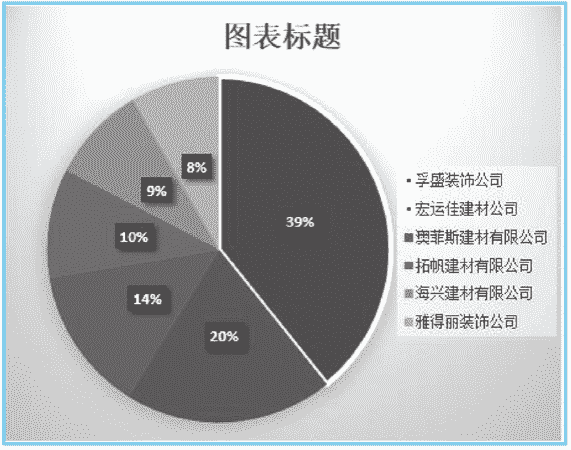 图表标题
8%
39%
9%
10%
14%
20%
孚盛装饰公司
宏运佳建材公司
澳菲斯建材有限公司
拓帆建材有限公司
海兴建材有限公司
雅得丽装饰公司